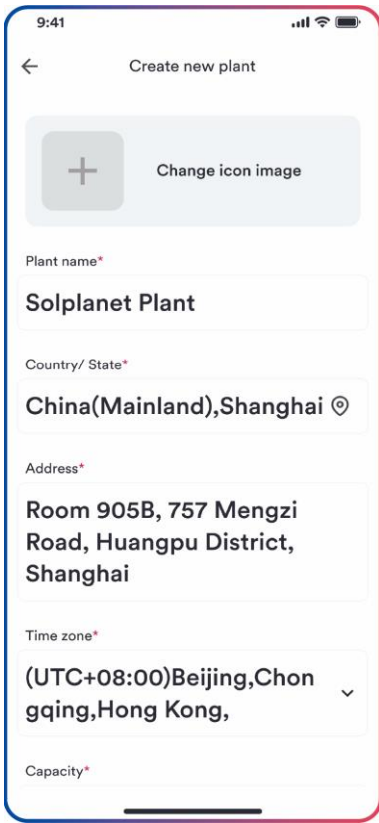 9:41
Create new plant
Change icon image
Plant name*
Solplanet Plant
Country/ State*
China(Mainland),Shanghai
Address*
Room 905B, 757 Mengzi
Road, Huangpu District,
Shanghai
Time zone*
(UTC+08:00)Beijing,Chon
gqing,Hong Kong,
Capacity*